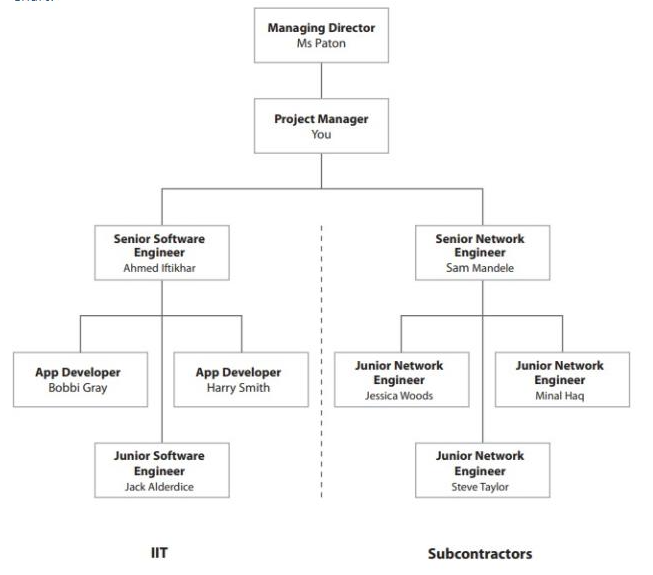 Managing Director
Ms Paton
Project Manager
You
Senior Software
Engineer
Ahmed Iftikhar
Senior Network
Engineer
Sam Mandele
App Developer
Bobbi Gray
App Developer
Harry Smith
Junior Network
Engineer
Jessica Woods
Junior Network
Engineer
Minal Haq
Junior Software
Engineer
Jack Alderdice
Junior Network
Engineer
Steve Taylor
IIT
Subcontractors